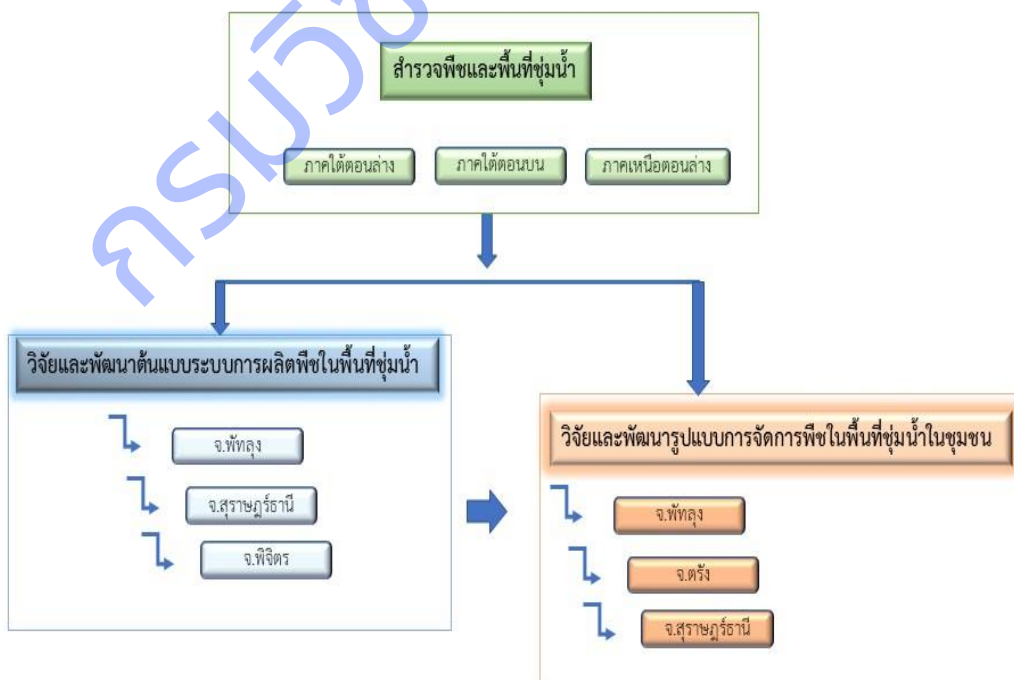 สำรวจพืชและพื้นที่ชุ่มน้ำ
ภาคใต้ตอนล่าง ภาคใต้ตอนบน ภาคเหนือตอนล่าง
วิจัยและพัฒนาต้นแบบระบบการผลิตพืชในพื้นที่ชุ่มน้ำ
จ.พัทลุง
จ.สุราษฎร์ธานี
จ.พิจิตร
วิจัยและพัฒนารูปแบบการจัดการพืชในพื้นที่ชุ่มน้ำในชุมชน
จ.พัทลุง
จ.ตรัง
จ.สุราษฎร์ธานี
กรมวิช